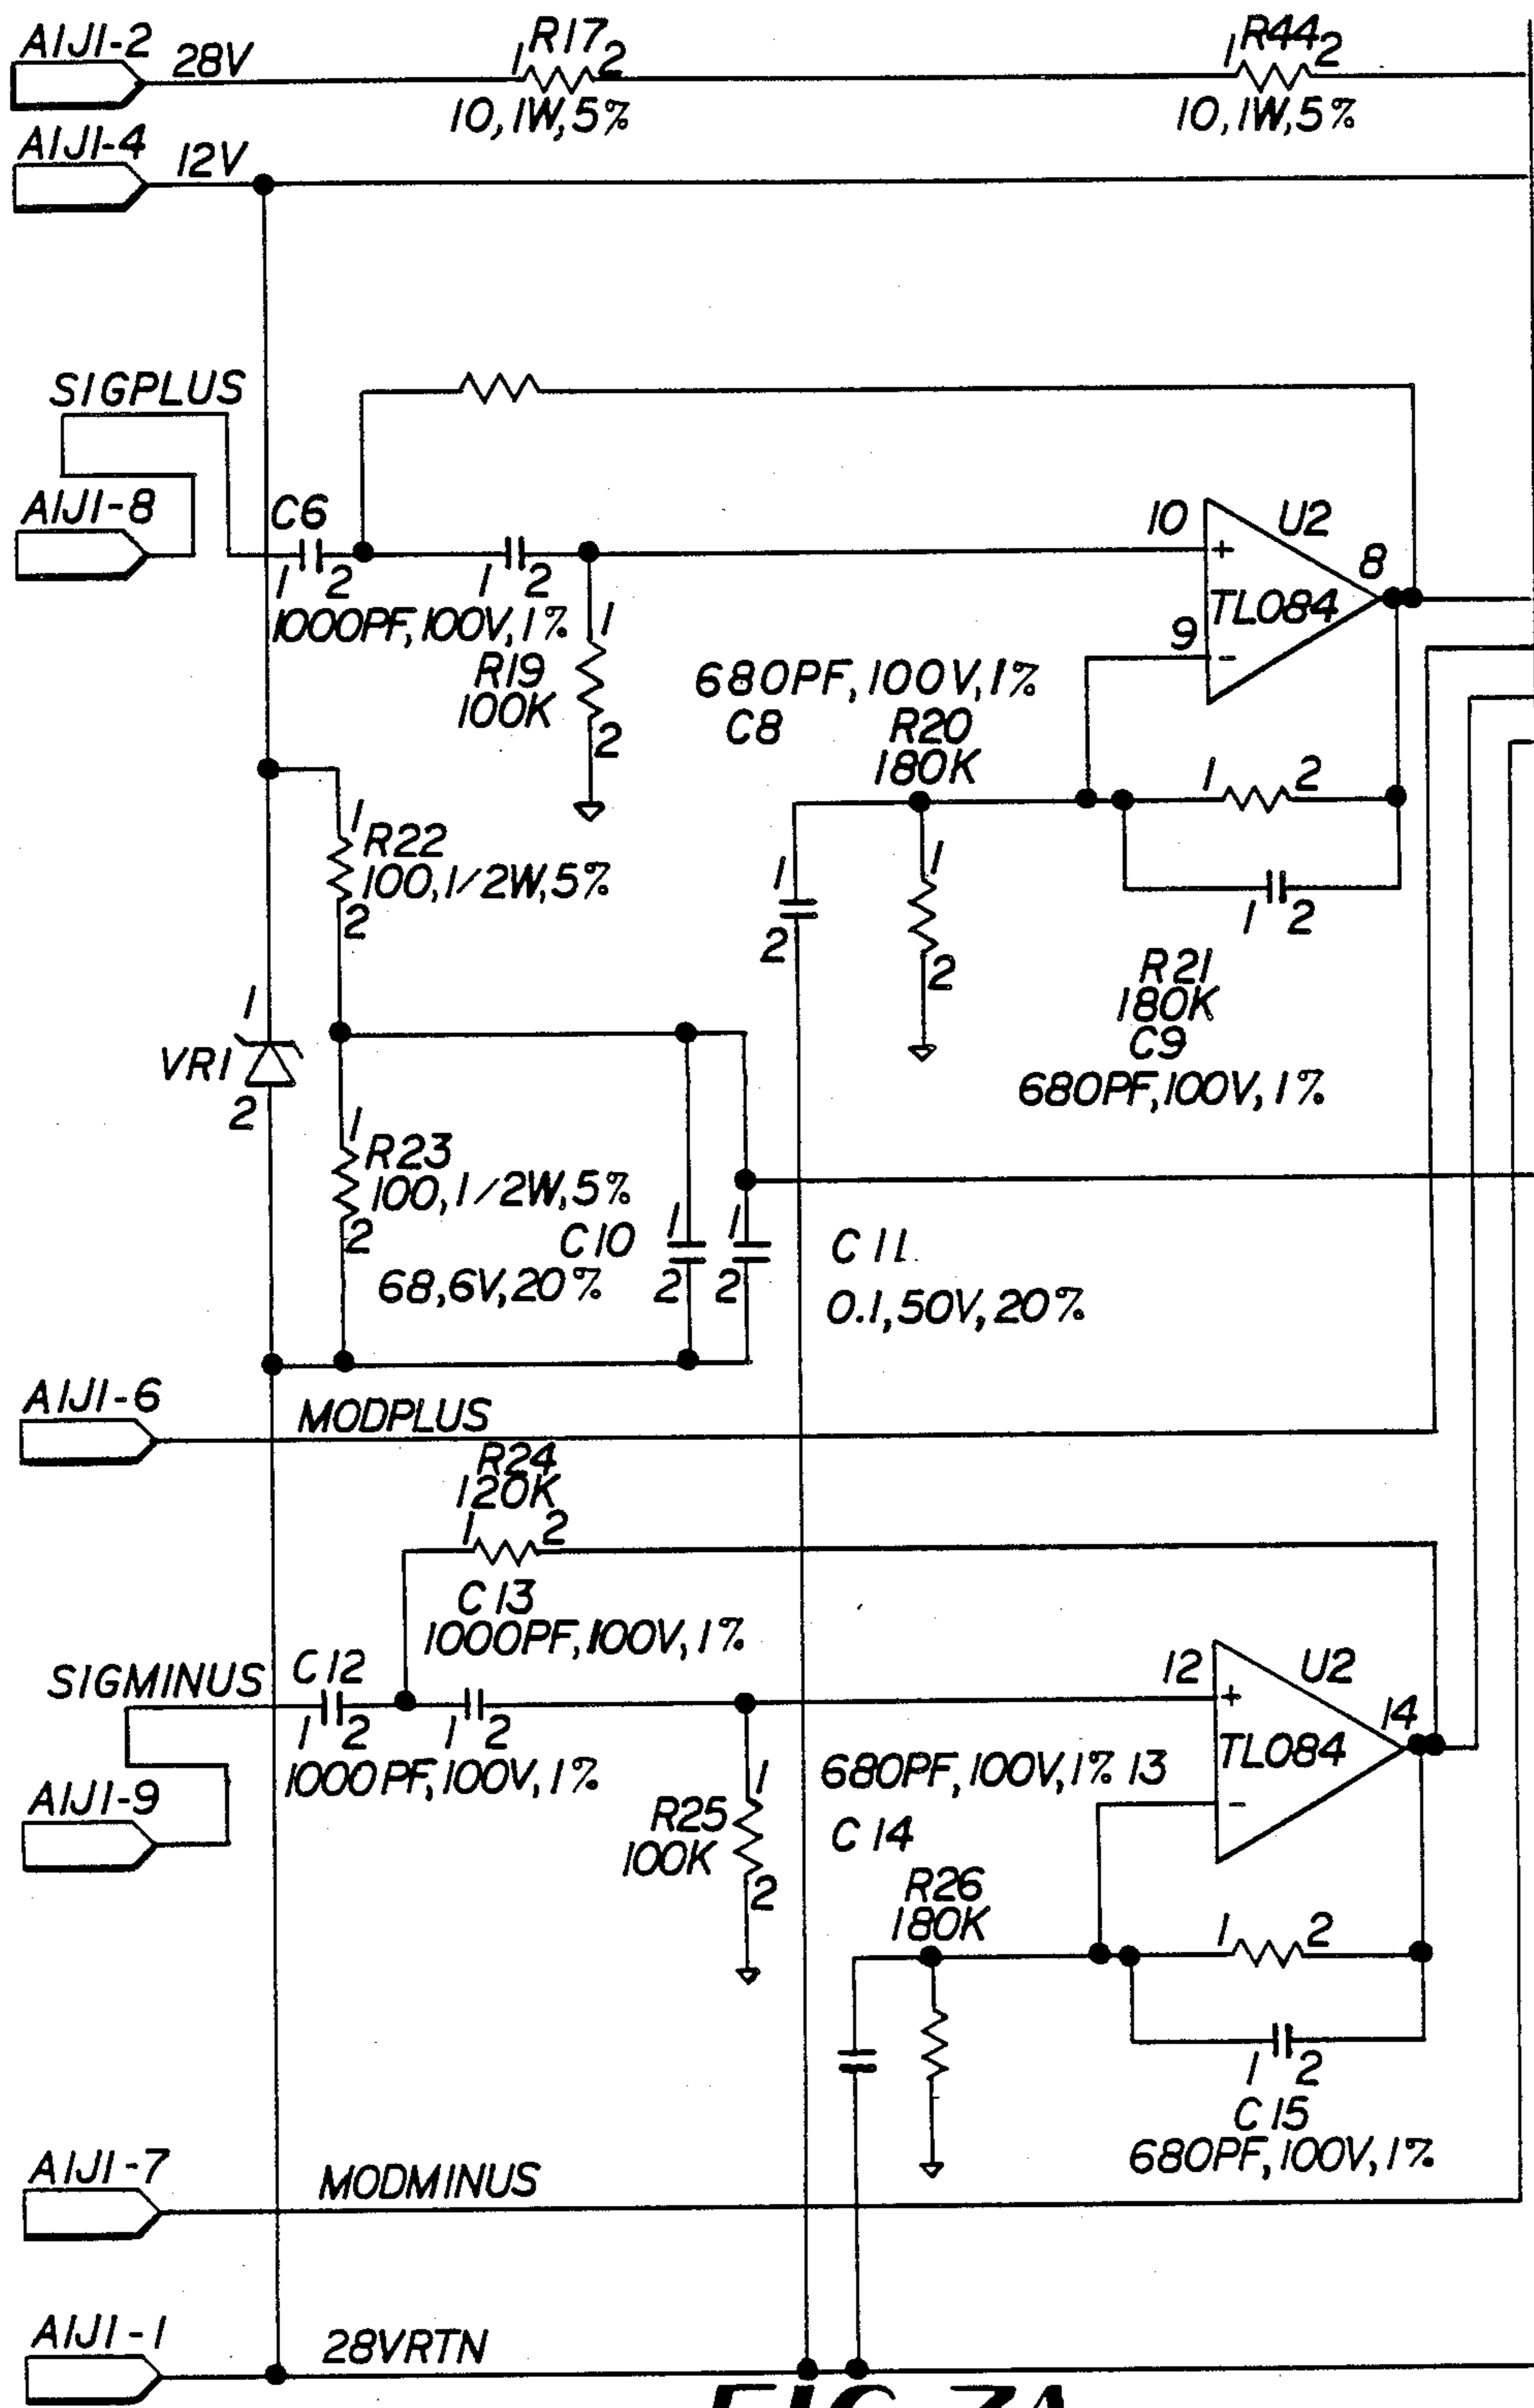 A1J1-2
28V
1
R17
2
10, 1W, 5%
1
R44
2
10, 1W, 5%
A1J1-4
12V
SIGPLUS
A1J1-8
C6
1
2
1
2
1000PF, 100V, 1%
1
R19
100K
2
10
U2
+
8
TL084
9
-
680PF, 100V, 1%
C8
R20
180K
1
2
1
2
1
2
1
2
R21
180K
C9
680PF, 100V, 1%
1
R22
100, 1/2W, 5%
2
1
VR1
2
1
R23
100, 1/2W, 5%
2
C10
68, 6V, 20%
1
2
1
2
C11
0.1, 50V, 20%
A1J1-6
MODPLUS
R24
120K
1
2
C13
1000PF, 100V, 1%
SIGMINUS
C12
1
2
1
2
1000PF, 100V, 1%
A1J1-9
1
R25
100K
2
12
U2
+
14
TL084
680PF, 100V, 1%
13
-
C14
R26
180K
1
2
1
2
C15
680PF, 100V, 1%
A1J1-7
MODMINUS
A1J1-1
28VRTN
FIG 7A